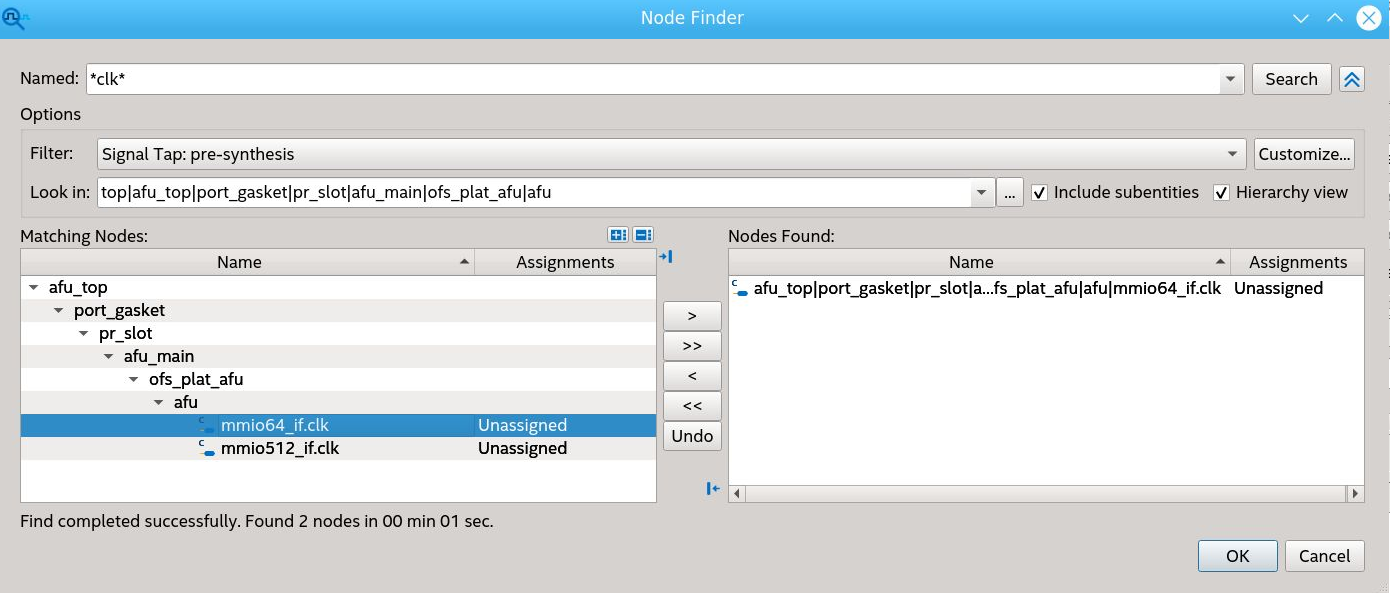 Node Finder
Named: *clk* Search
Options
Filter: Signal Tap: pre-synthesis Customize...
Look in: top|afu_top|port_gasket|pr_slot|afu_main|ofs_plat_afu|afu ... Include subentities Hierarchy view
Matching Nodes:
Name Assignments
afu_top
port_gasket
pr_slot
afu_main
ofs_plat_afu
afu
mmio64_if.clk Unassigned
mmio512_if.clk Unassigned
>
>>
<
<<
Undo
Nodes Found:
Name Assignments
afu_top|port_gasket|pr_slot|a...fs_plat_afu|afu|mmio64_if.clk Unassigned
Find completed successfully. Found 2 nodes in 00 min 01 sec.
OK Cancel